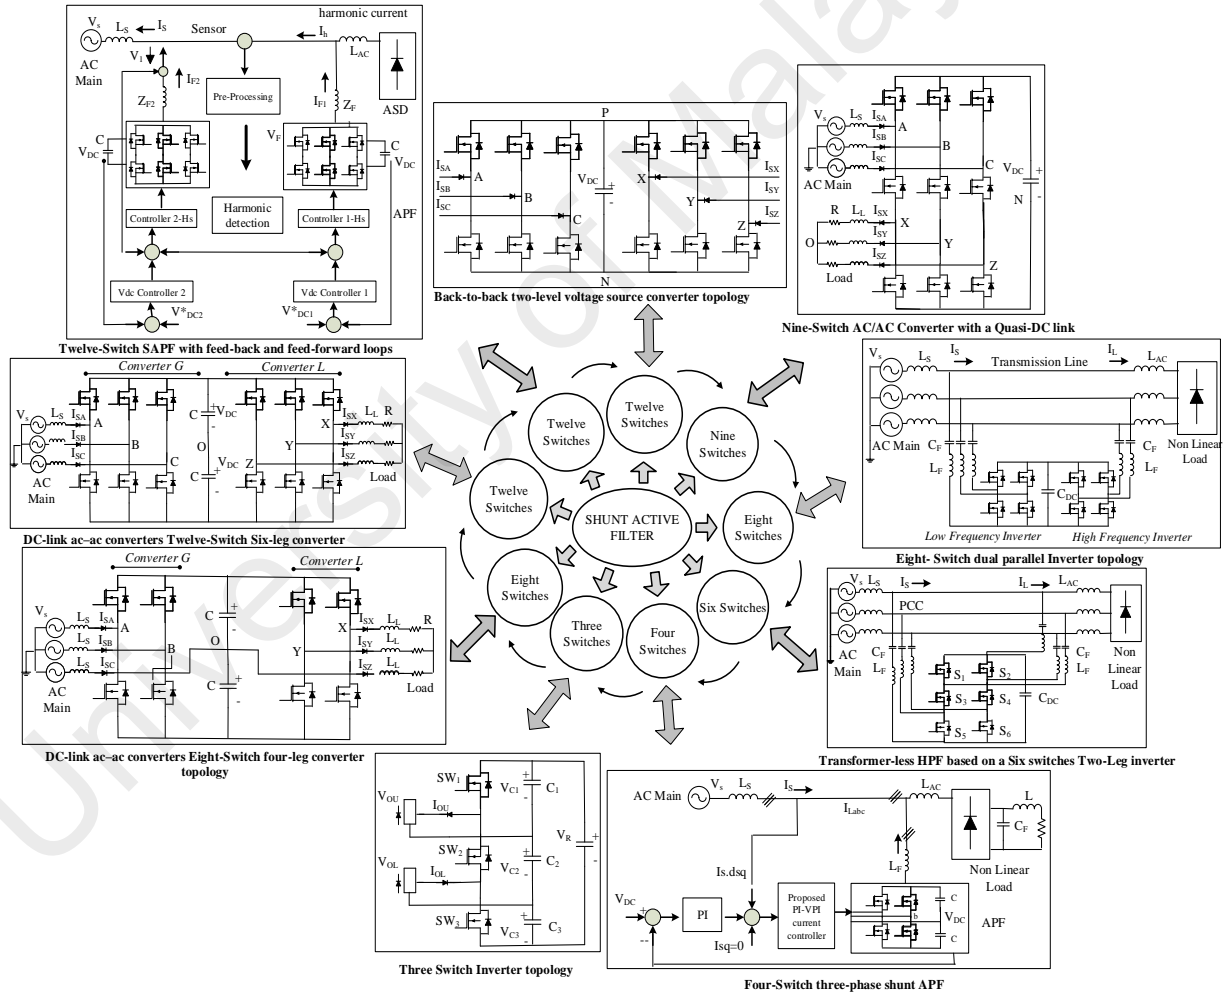 harmonic current
Vs
LS
IS
Sensor
Ih
LAC
AC
Main
V1
IF2
ZF2
Pre-Processing
IF1
ZF
ASD
C
VDC
VF
C
VDC
Controller 2-Hs
Harmonic
detection
Controller 1-Hs
APF
Vdc Controller 2
Vdc Controller 1
V*DC2
V*DC1
Twelve-Switch SAPF with feed-back and feed-forward loops
P
ISA
A
ISB
B
ISC
C
VDC
+
-
X
ISX
Y
ISY
Z
ISZ
N
Back-to-back two-level voltage source converter topology
Vs
LS
ISA
A
ISB
B
ISC
C
AC Main
VDC
+
N
-
R
LL
ISX
X
O
ISY
Y
ISZ
Z
Load
Nine-Switch AC/AC Converter with a Quasi-DC link
Converter G
Converter L
Vs
LS
ISA
A
ISB
B
ISC
C
AC
Main
C
+
VDC
-
O
C
+
VDC
-
X
ISX
LL
R
Y
ISY
Z
ISZ
Load
DC-link ac–ac converters Twelve-Switch Six-leg converter
Vs
LS
IS
Transmission Line
IL
LAC
AC Main
CF
LF
CDC
CF
LF
Non Linear
Load
Low Frequency Inverter
High Frequency Inverter
Eight- Switch dual parallel Inverter topology
Twelve
Switches
Twelve
Switches
Nine
Switches
Twelve
Switches
SHUNT ACTIVE
FILTER
Eight
Switches
Eight
Switches
Six Switches
Three
Switches
Four
Switches
Converter G
Converter L
Vs
LS
ISA
A
LS
ISB
B
LS
ISC
AC
Main
C
+
-
O
C
+
-
X
ISX
LL
R
Y
ISY
LL
ISZ
LL
Load
DC-link ac–ac converters Eight-Switch four-leg converter
topology
Vs
LS
IS
IL
LAC
PCC
AC
Main
CF
LF
S1
S2
S3
S4
S5
S6
CDC
CF
LF
Non
Linear
Load
Transformer-less HPF based on a Six switches Two-Leg inverter
SW1
VOU
IOU
VC1
+
-
C1
VR
+
-
SW2
VOL
IOL
VC2
+
-
C2
SW3
VC3
+
-
C3
Three Switch Inverter topology
AC Main
Vs
LS
IS
ILabc
LAC
L
CF
Non Linear
Load
LF
Is.dsq
VDC
+
--
PI
Isq=0
Proposed
PI-VPI
current
controller
b
C
VDC
C
APF
Four-Switch three-phase shunt APF
University of Malay